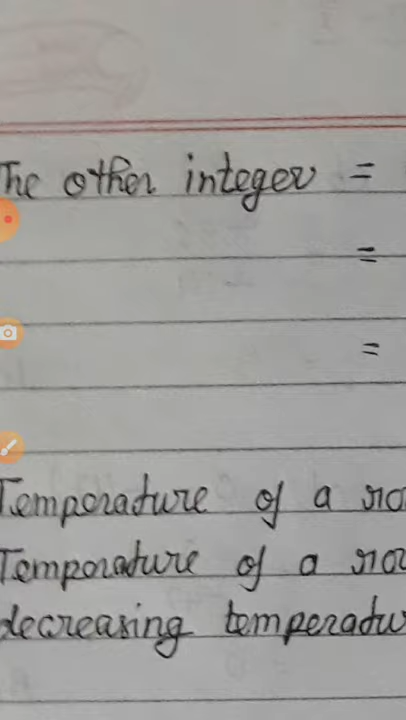 The other integer =
=
=
Temperature of a
Temperature of a
decreasing